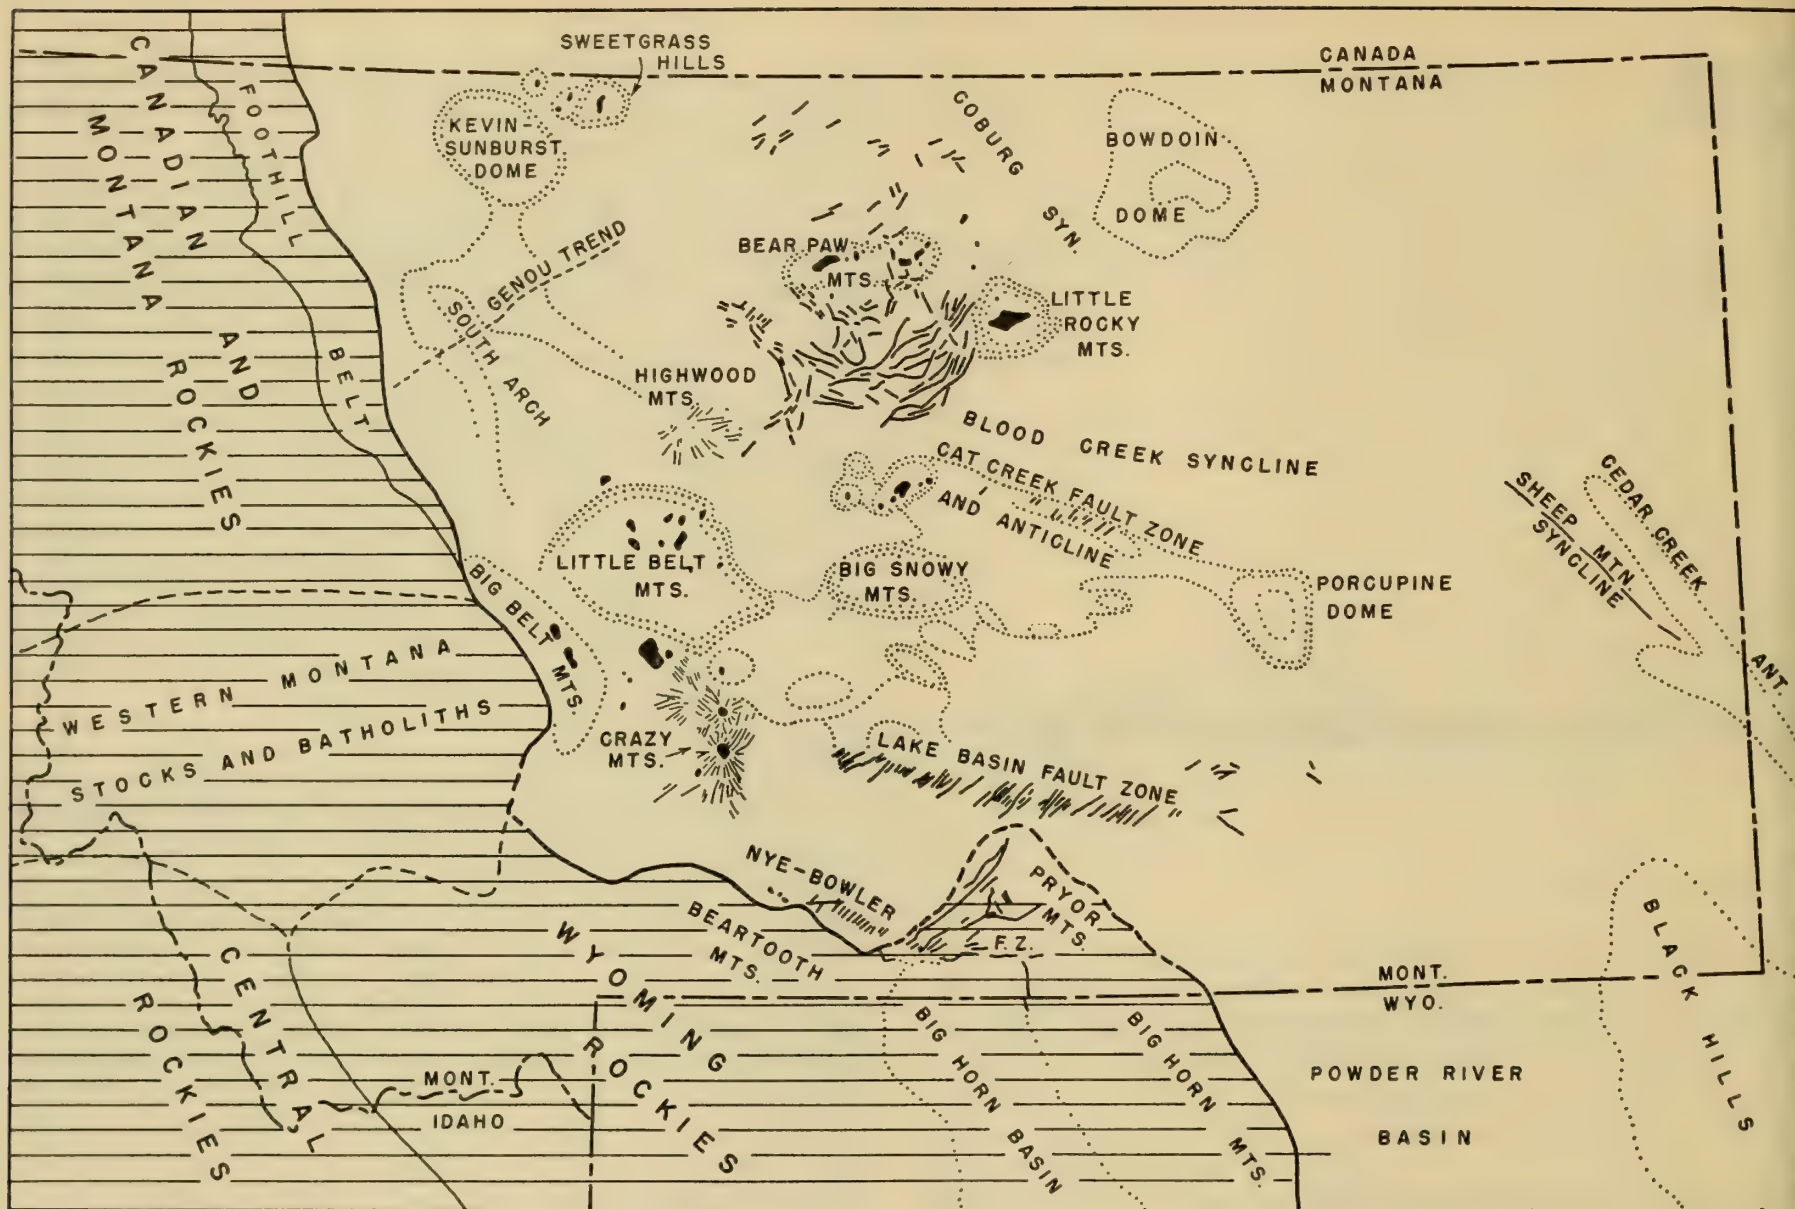 CANADIAN AND
MONTANA ROCKIES
FOOTHILL BELT
SWEETGRASS
HILLS
CANADA
MONTANA
KEVIN-
SUNBURST
DOME
COBURG SYN.
BOWDOIN
DOME
GENOU TREND
SOUTH ARCH
BEAR PAW
MTS.
LITTLE
ROCKY
MTS.
HIGHWOOD
MTS.
BLOOD CREEK SYNCLINE
CAT CREEK FAULT ZONE
AND ANTICLINE
CEDAR CREEK ANT.
SHEEP MTN.
SYNCLINE
LITTLE BELT
MTS.
BIG SNOWY
MTS.
PORCUPINE
DOME
BIG BELT MTS.
WESTERN MONTANA
STOCKS AND BATHOLITHS
CRAZY
MTS.
LAKE BASIN FAULT ZONE
NYE-BOWLER
F.Z.
PRYOR
MTS.
BEARTOOTH
MTS.
WYOMING
ROCKIES
CENTRAL
ROCKIES
MONT.
WYO.
BLACK HILLS
BIG HORN BASIN
BIG HORN MTS.
POWDER RIVER
BASIN
MONT.
IDAHO